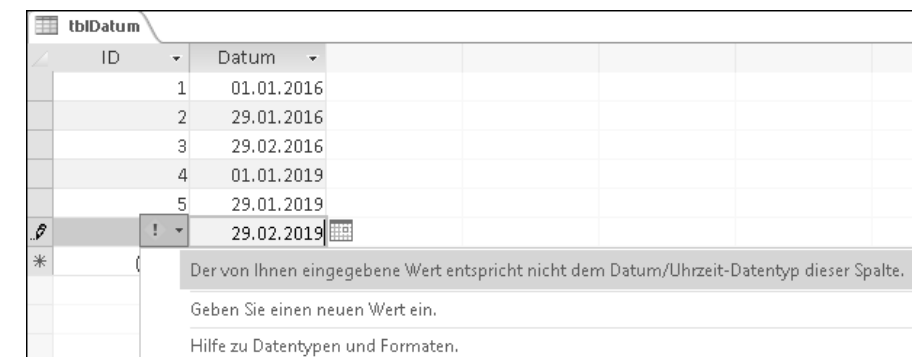 tblDatum
ID Datum
1 01.01.2016
2 29.01.2016
3 29.02.2016
4 01.01.2019
5 29.01.2019
! 29.02.2019
* (
Der von Ihnen eingegebene Wert entspricht nicht dem Datum/Uhrzeit-Datentyp dieser Spalte.
Geben Sie einen neuen Wert ein.
Hilfe zu Datentypen und Formaten.